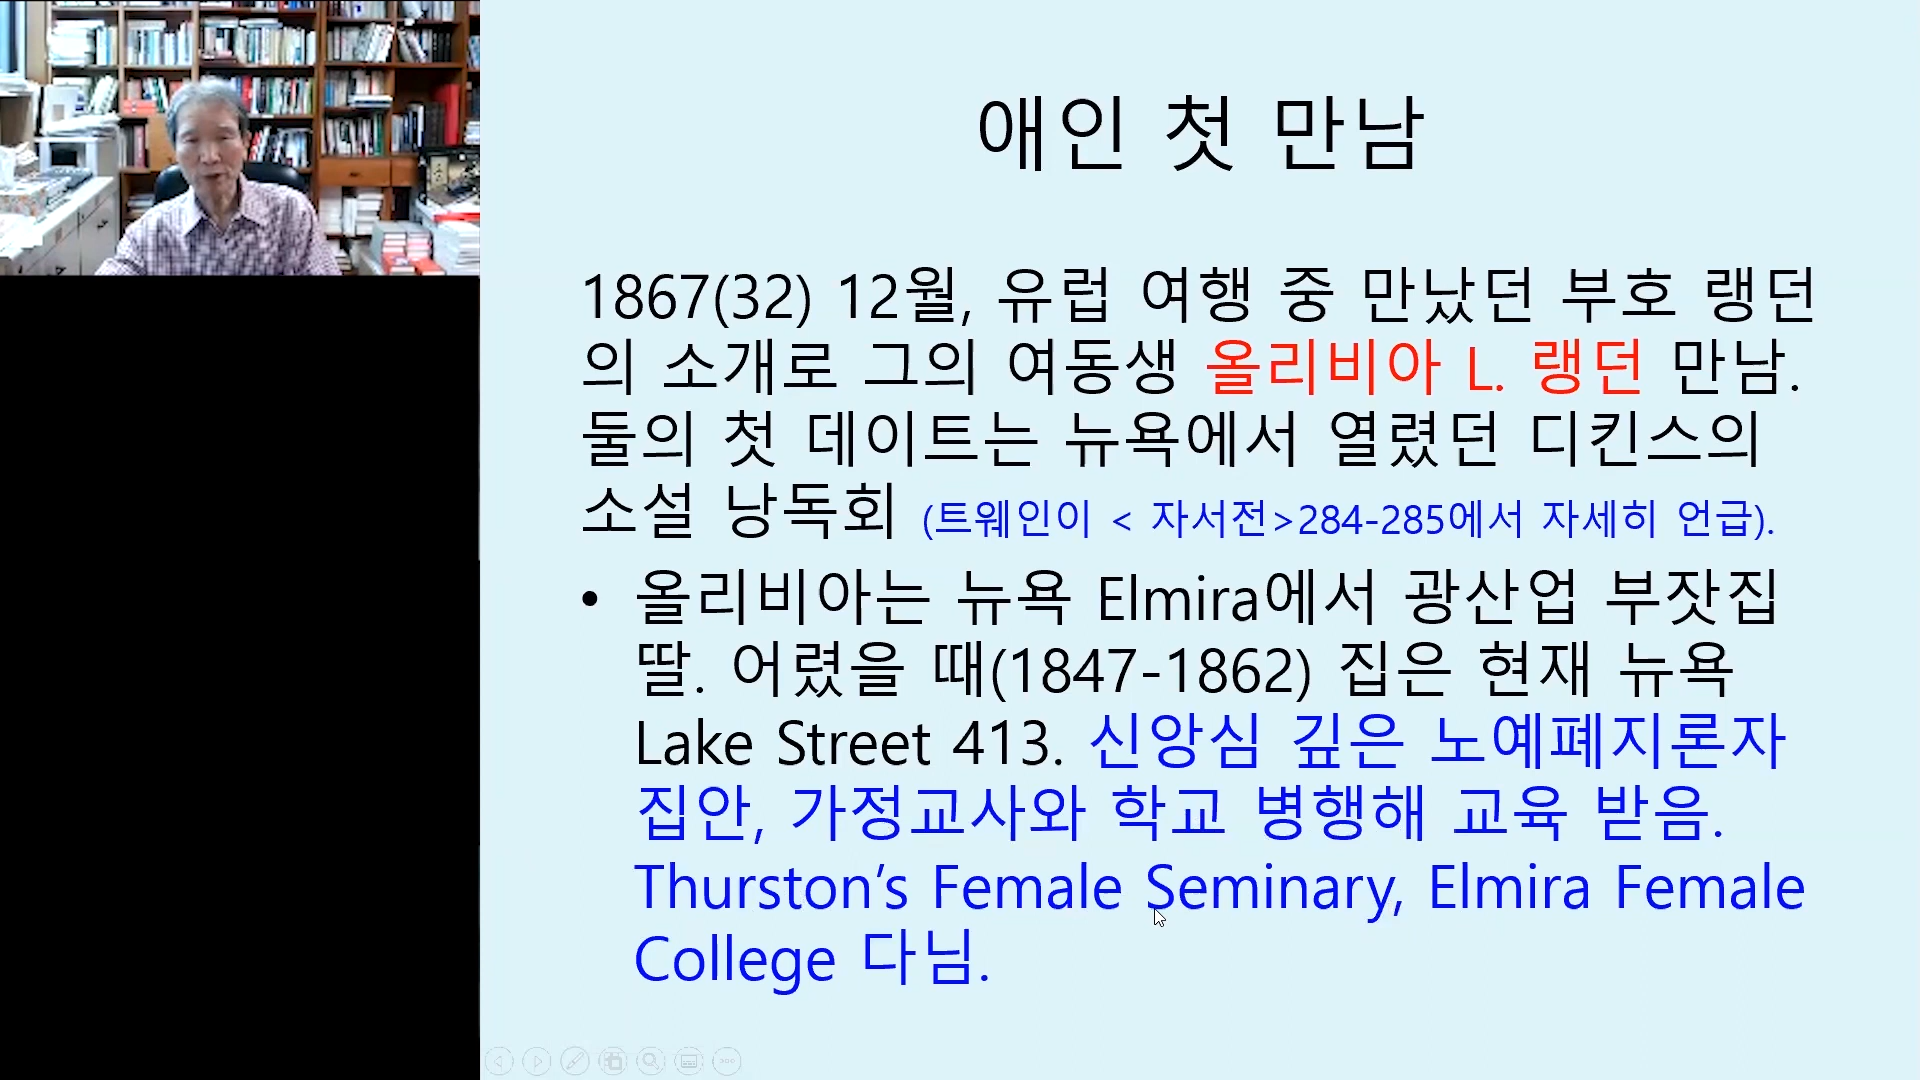 애인 첫 만남
1867(32) 12월, 유럽 여행 중 만났던 부호 랭던
의 소개로 그의 여동생 올리비아 L. 랭던 만남.
둘의 첫 데이트는 뉴욕에서 열렸던 디킨스의
소설 낭독회 (트웨인이 < 자서전>284-285에서 자세히 언급).
• 올리비아는 뉴욕 Elmira에서 광산업 부잣집
딸. 어렸을 때(1847-1862) 집은 현재 뉴욕
Lake Street 413. 신앙심 깊은 노예폐지론자
집안, 가정교사와 학교 병행해 교육 받음.
Thurston’s Female Seminary, Elmira Female
College 다님.